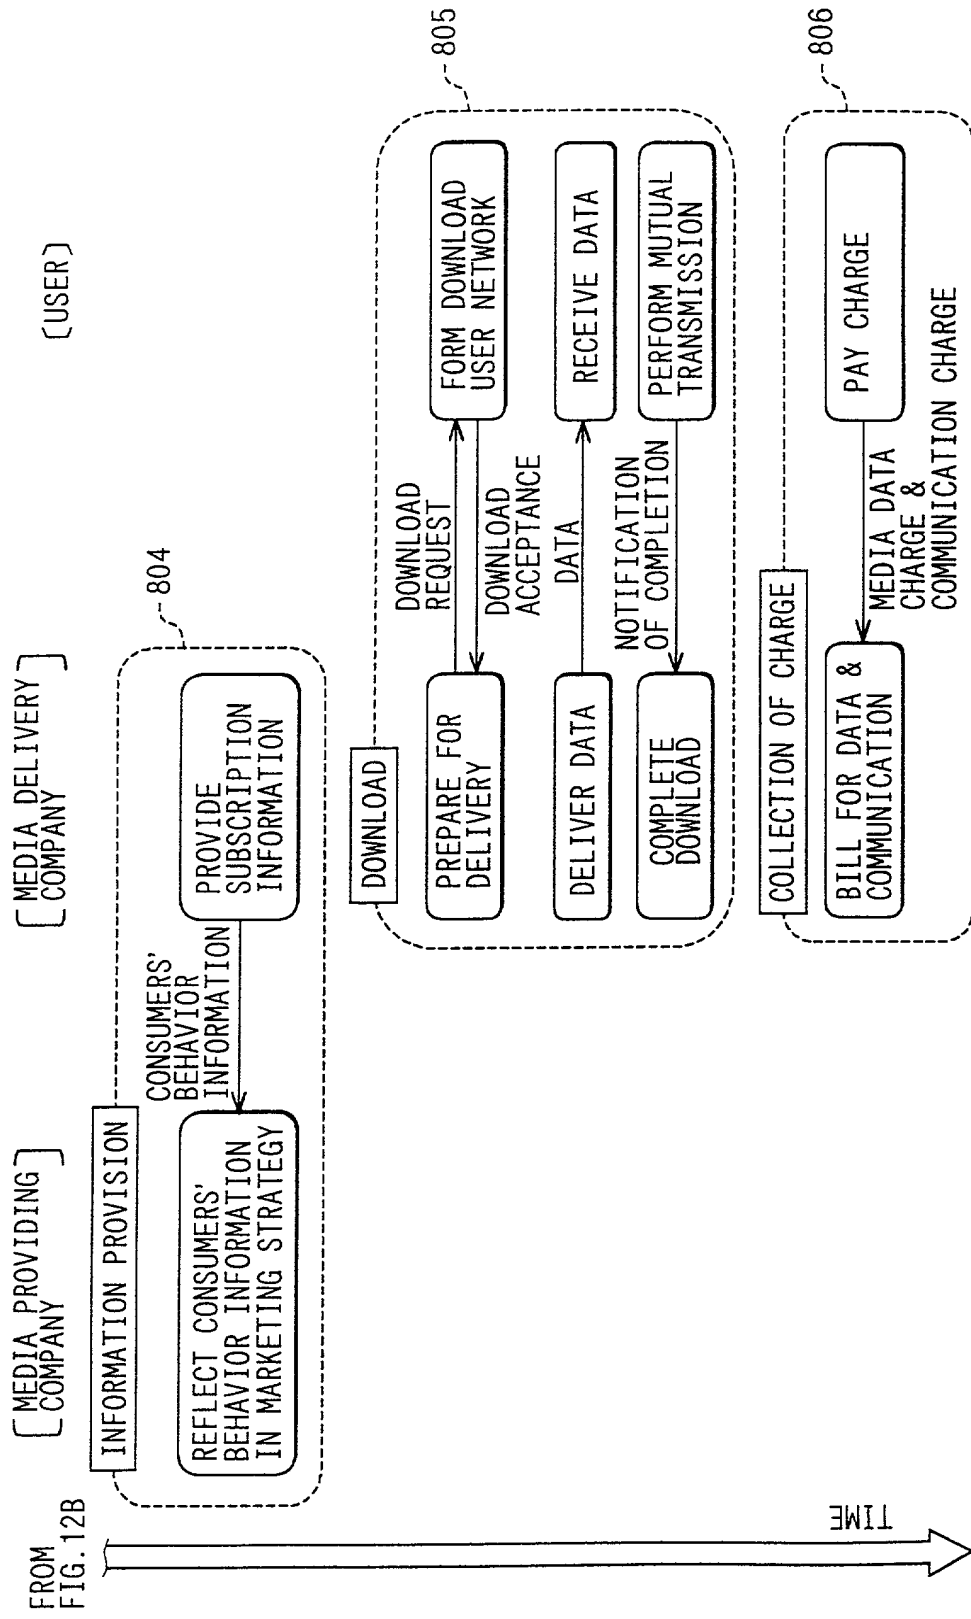 FROM
FIG.12B
[MEDIA PROVIDING
COMPANY]
[MEDIA DELIVERY
COMPANY]
(USER)
INFORMATION PROVISION
804
REFLECT CONSUMERS'
BEHAVIOR INFORMATION
IN MARKETING STRATEGY
CONSUMERS'
BEHAVIOR
INFORMATION
PROVIDE
SUBSCRIPTION
INFORMATION
DOWNLOAD
805
PREPARE FOR
DELIVERY
DOWNLOAD
REQUEST
DOWNLOAD
ACCEPTANCE
FORM DOWNLOAD
USER NETWORK
DELIVER DATA
DATA
RECEIVE DATA
COMPLETE
DOWNLOAD
NOTIFICATION
OF COMPLETION
PERFORM MUTUAL
TRANSMISSION
COLLECTION OF CHARGE
806
BILL FOR DATA &
COMMUNICATION
MEDIA DATA
CHARGE &
COMMUNICATION CHARGE
PAY CHARGE
TIME